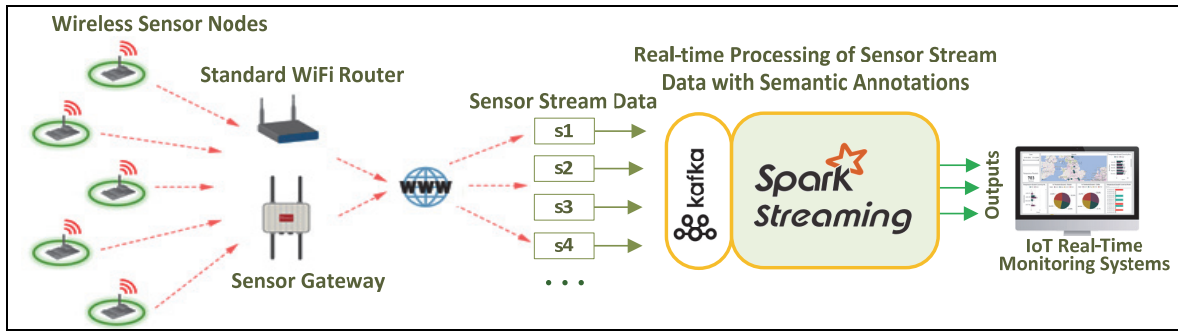 Wireless Sensor Nodes
Standard WiFi Router
Sensor Gateway
WWW
Sensor Stream Data
s1
s2
s3
s4
• • •
Real-time Processing of Sensor Stream
Data with Semantic Annotations
kafka
Spark
Streaming
Outputs
IoT Real-Time
Monitoring Systems